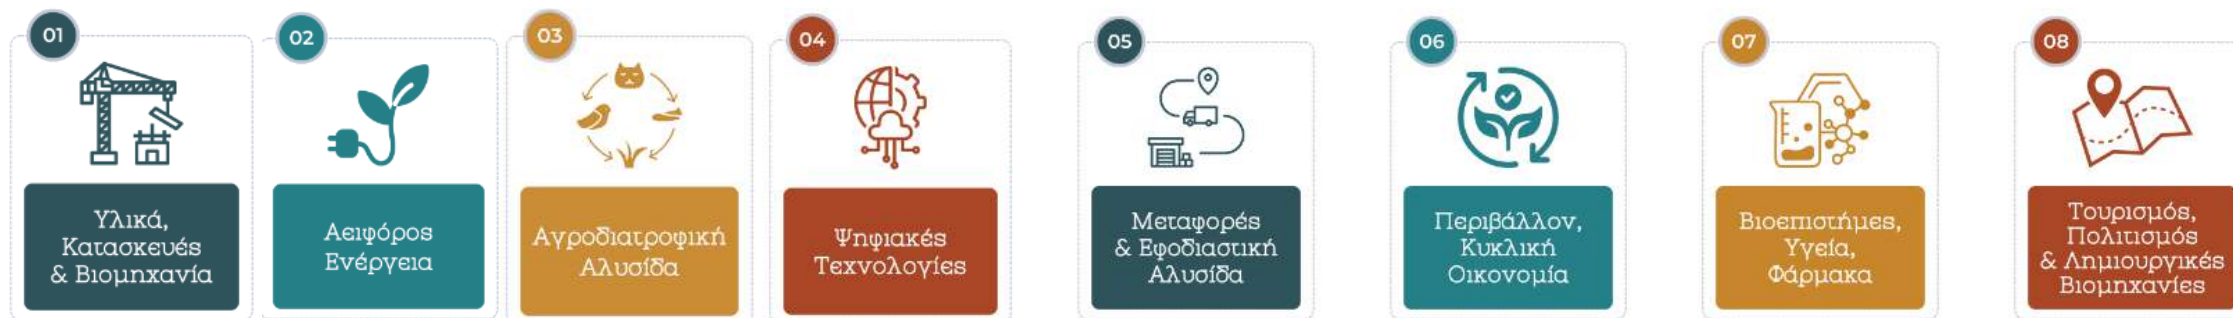 01
Υλικά,
Κατασκευές
& Βιομηχανία
02
Αειφόρος
Ενέργεια
03
Αγροδιατροφική
Αλυσίδα
04
Ψηφιακές
Τεχνολογίες
05
Μεταφορές
& Εφοδιαστική
Αλυσίδα
06
Περιβάλλον,
Κυκλική
Οικονομία
07
Βιοεπιστήμες,
Υγεία,
Φάρμακα
08
Τουρισμός,
Πολιτισμός
& Δημιουργικές
Βιομηχανίες